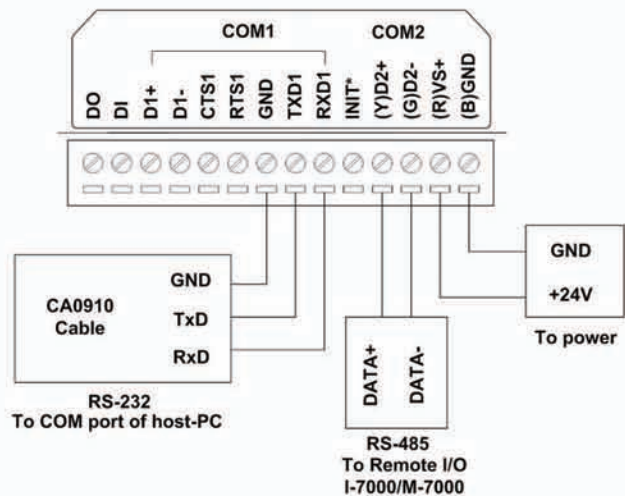 COM1
COM2
DO
DI
D1+
D1-
CTS1
RTS1
GND
TXD1
RXD1
INIT*
(Y)D2+
(G)D2-
(R)VS+
(B)GND
CA0910
Cable
GND
TxD
RxD
RS-232
To COM port of host-PC
DATA+
DATA-
RS-485
To Remote I/O
I-7000/M-7000
GND
+24V
To power